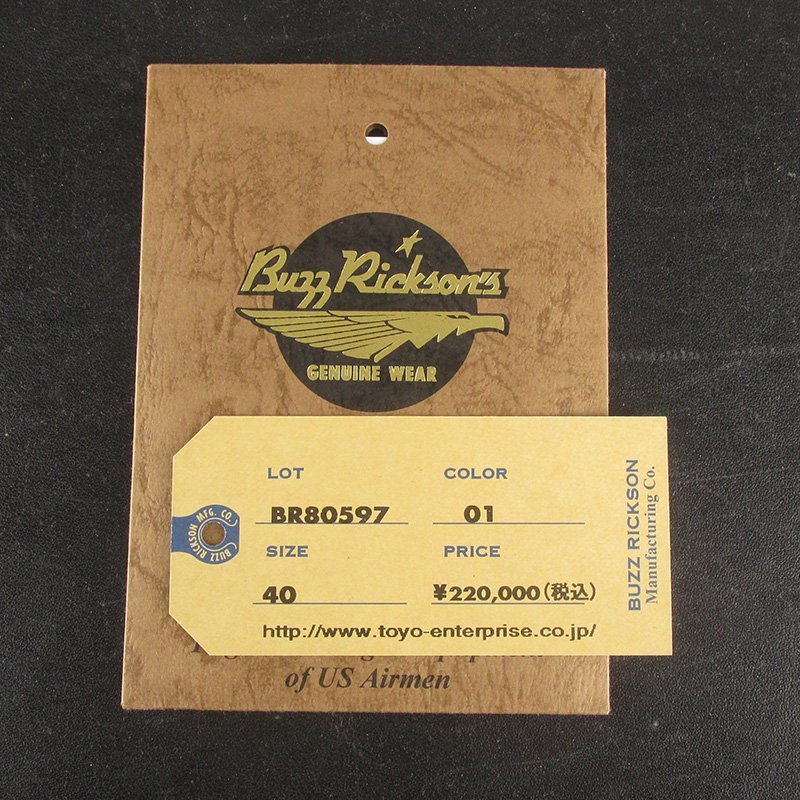 Buzz Rickson's
GENUINE WEAR
LOT
BR80597
COLOR
01
SIZE
40
PRICE
¥220,000(税込)
http://www.toyo-enterprise.co.jp/
BUZZ RICKSON
Manufacturing Co.
BUZZ RICKSON MFG. CO.
of US Airmen